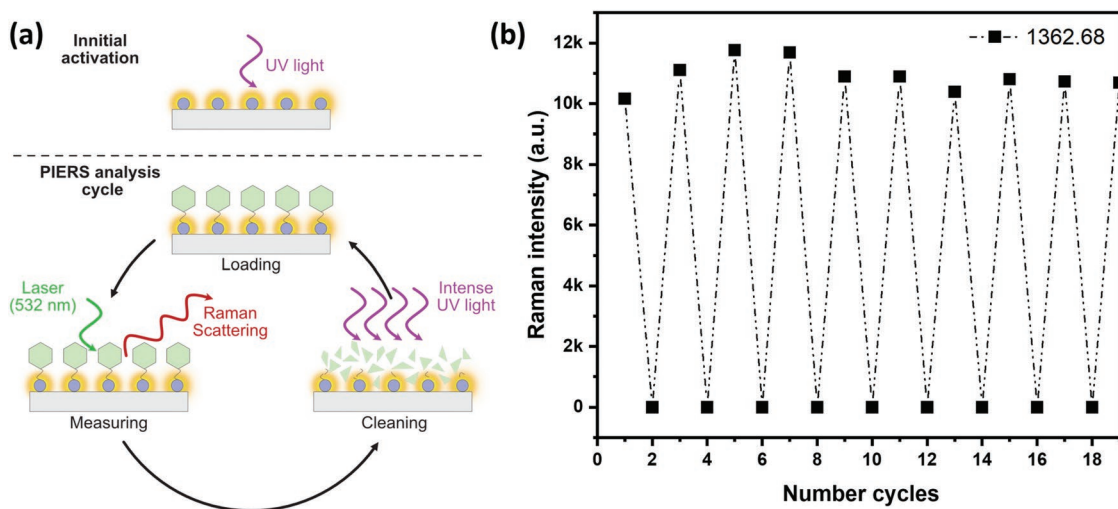 (a)
Innitial
activation
UV light
PIERS analysis
cycle
Loading
Laser
(532 nm)
Raman
Scattering
Intense
UV light
Measuring
Cleaning
(b)
1362.68
12k
10k
8k
6k
4k
2k
0
Raman intensity (a.u.)
0 2 4 6 8 10 12 14 16 18
Number cycles